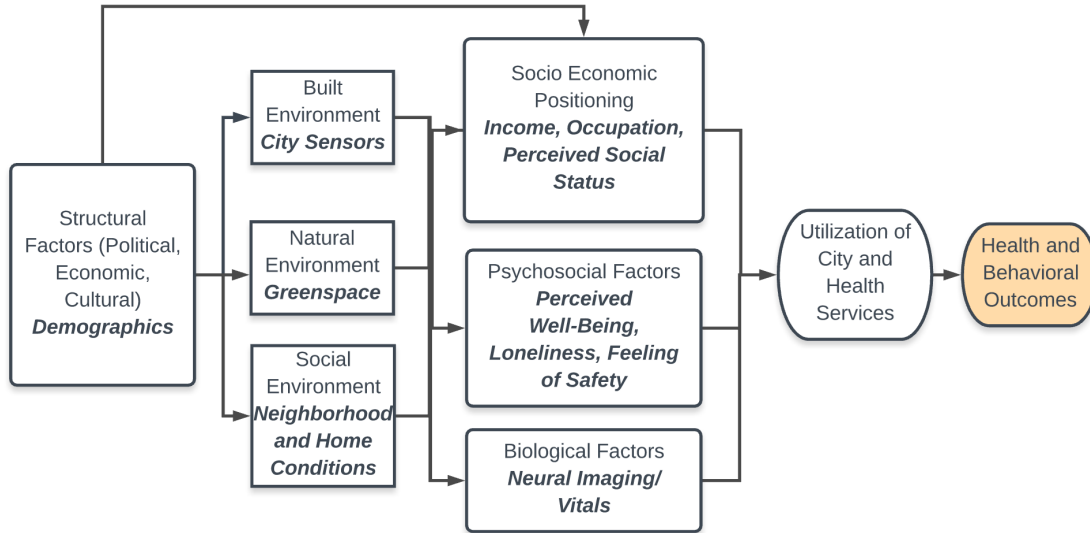 Structural
Factors (Political,
Economic,
Cultural)
Demographics
Built
Environment
City Sensors
Natural
Environment
Greenspace
Social
Environment
Neighborhood
and Home
Conditions
Socio Economic
Positioning
Income, Occupation,
Perceived Social
Status
Psychosocial Factors
Perceived
Well-Being,
Loneliness, Feeling
of Safety
Biological Factors
Neural Imaging/
Vitals
Utilization of
City and
Health
Services
Health and
Behavioral
Outcomes